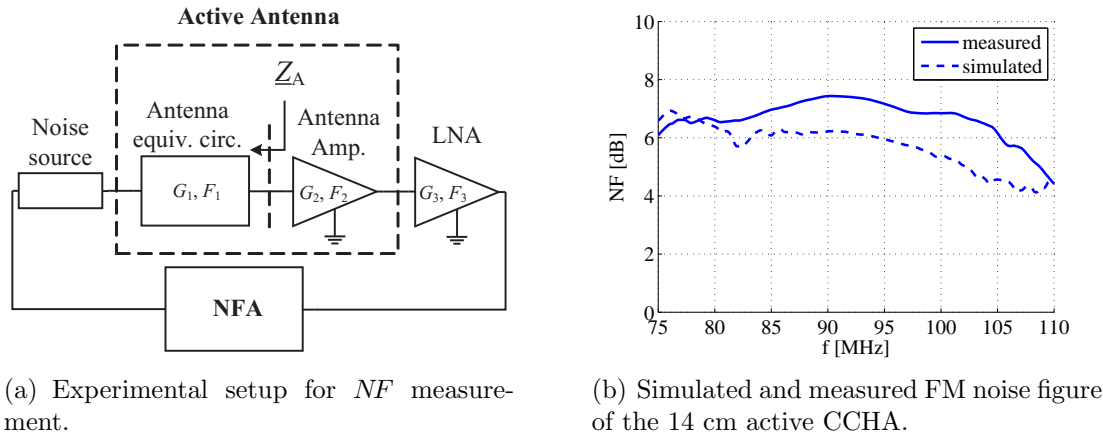 Active Antenna
Z_A
Noise
source
Antenna
equiv. circ.
Antenna
Amp.
LNA
G1, F1
G2, F2
G3, F3
NFA
(a) Experimental setup for NF measure-
ment.
10
8
6
4
2
0
NF [dB]
measured
simulated
75
80
85
90
95
100
105
110
f [MHz]
(b) Simulated and measured FM noise figure
of the 14 cm active CCHA.